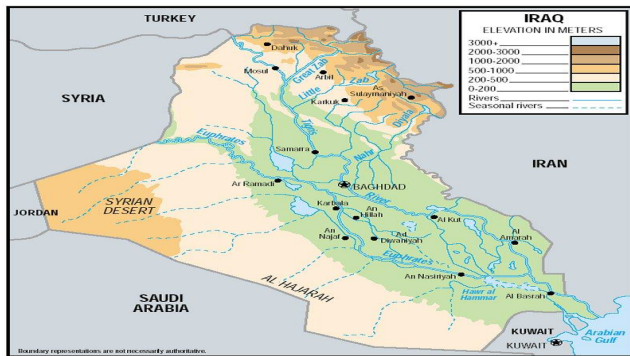 TURKEY
IRAQ
ELEVATION IN METERS
3000+
2000-3000
1000-2000
500-1000
200-500
0-200
Rivers
Seasonal rivers
Dahuk
Mosul
Great Zab
Arbil
Little Zab
As
Sulaymaniyah
Karkuk
SYRIA
Tigris
Diyala
Nahr
Samarra
IRAN
Euphrates
BAGHDAD
Ar Ramadi
SYRIAN
DESERT
JORDAN
River
Karbala
An
Hillah
Al Kut
Al
Amarah
An
Najaf
Ad
Diwaniyah
Euphrates
AL HAJARAH
An Nasiriyah
Hawr al
Hammar
Al Basrah
SAUDI
ARABIA
KUWAIT
KUWAIT
Arabian
Gulf
Boundary representations are not necessarily authoritative.